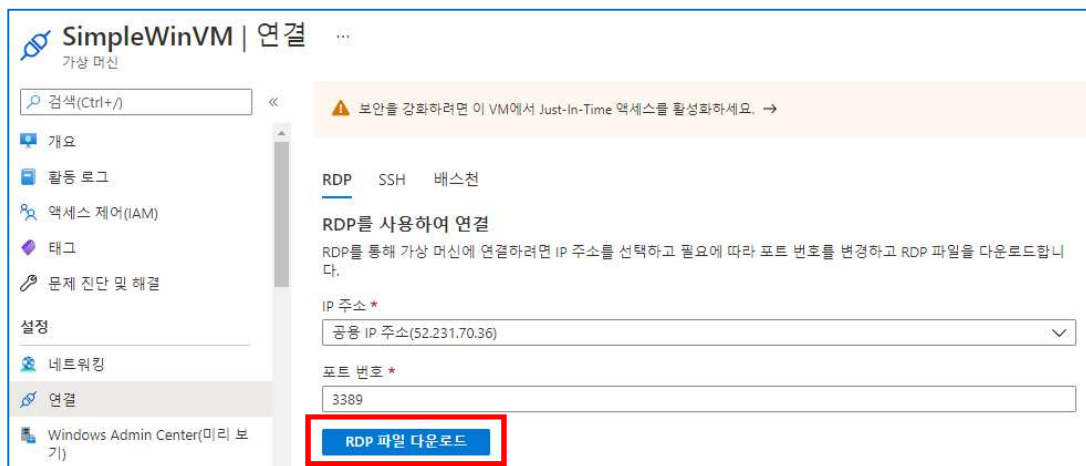 SimpleWinVM | 연결 ...
가상 머신
검색(Ctrl+/) «
보안을 강화하려면 이 VM에서 Just-In-Time 액세스를 활성화하세요. →
개요
활동 로그
액세스 제어(IAM)
태그
문제 진단 및 해결
설정
네트워킹
연결
Windows Admin Center(미리 보
기)
RDP SSH 배스천
RDP를 사용하여 연결
RDP를 통해 가상 머신에 연결하려면 IP 주소를 선택하고 필요에 따라 포트 번호를 변경하고 RDP 파일을 다운로드합니
다.
IP 주소 *
공용 IP 주소(52.231.70.36)
포트 번호 *
3389
RDP 파일 다운로드